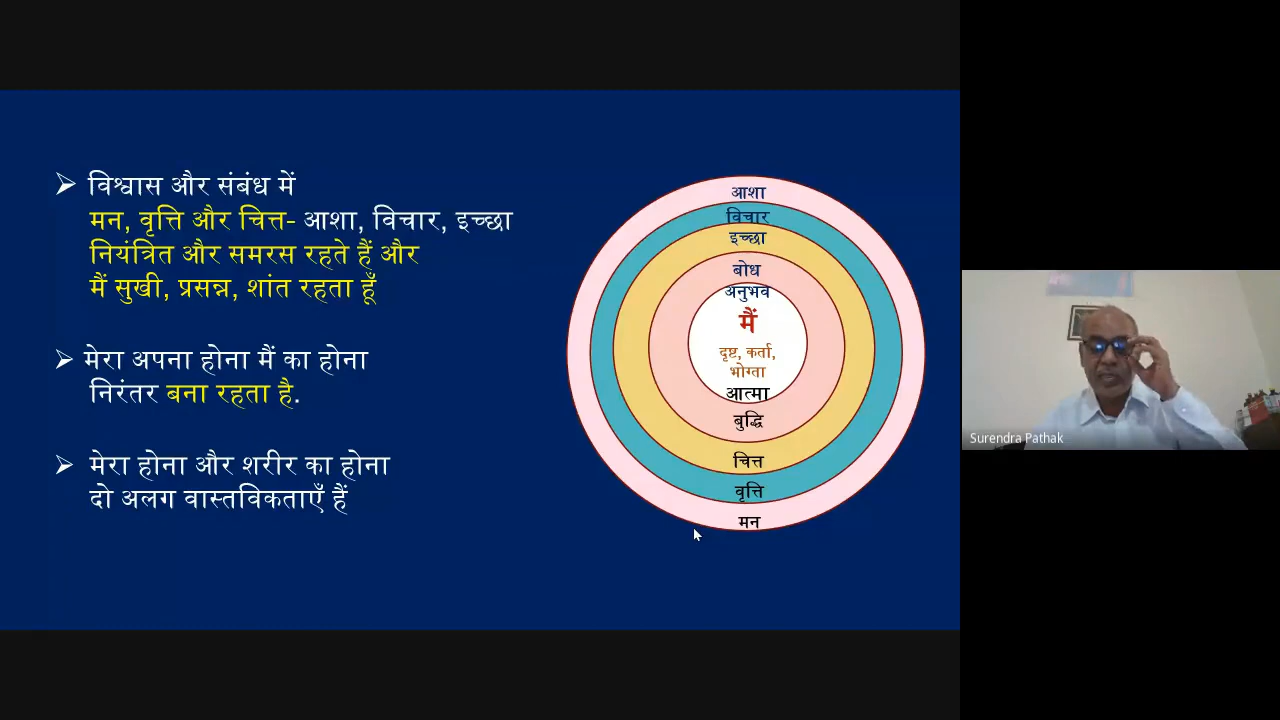 विश्वास और संबंध में
मन, वृत्ति और चित्त- आशा, विचार, इच्छा
नियंत्रित और समरस रहते हैं और
मैं सुखी, प्रसन्न, शांत रहता हूँ
मेरा अपना होना मैं का होना
निरंतर बना रहता है.
मेरा होना और शरीर का होना
दो अलग वास्तविकताएँ हैं
आशा
विचार
इच्छा
बोध
अनुभव
मैं
दृष्ट, कर्ता,
भोग्ता
आत्मा
बुद्धि
चित्त
वृत्ति
मन
Surendra Pathak